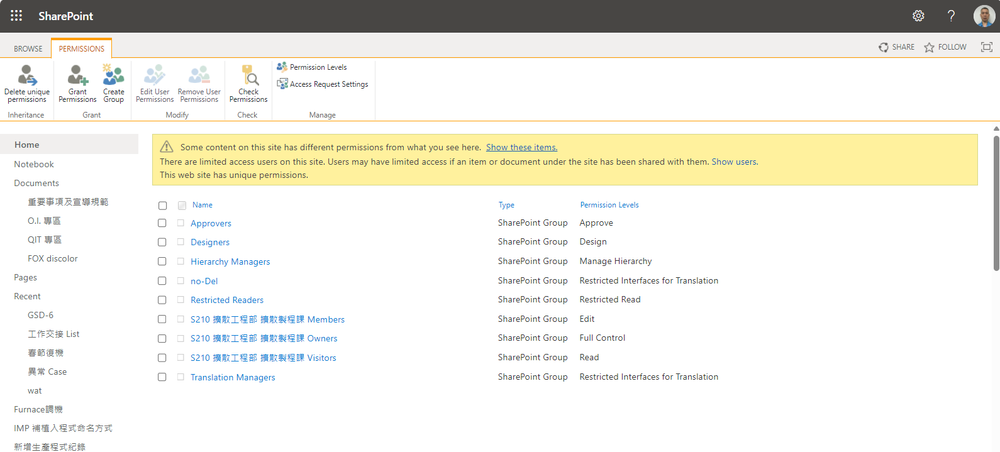 SharePoint
BROWSE
PERMISSIONS
SHARE
FOLLOW
Delete unique
permissions
Inheritance
Grant
Permissions
Create
Group
Grant
Edit User
Permissions
Remove User
Permissions
Modify
Check
Permissions
Check
Permission Levels
Access Request Settings
Manage
Home
Notebook
Documents
重要事項及宣導規範
O.I. 專區
QIT 專區
FOX discolor
Pages
Recent
GSD-6
工作交接 List
春節復機
異常 Case
wat
Furnace調機
IMP 補植入程式命名方式
新增生產程式紀錄
Some content on this site has different permissions from what you see here. Show these items.
There are limited access users on this site. Users may have limited access if an item or document under the site has been shared with them. Show users.
This web site has unique permissions.
Name Type Permission Levels
Approvers SharePoint Group Approve
Designers SharePoint Group Design
Hierarchy Managers SharePoint Group Manage Hierarchy
no-Del SharePoint Group Restricted Interfaces for Translation
Restricted Readers SharePoint Group Restricted Read
S210 擴散工程部 擴散製程課 Members SharePoint Group Edit
S210 擴散工程部 擴散製程課 Owners SharePoint Group Full Control
S210 擴散工程部 擴散製程課 Visitors SharePoint Group Read
Translation Managers SharePoint Group Restricted Interfaces for Translation